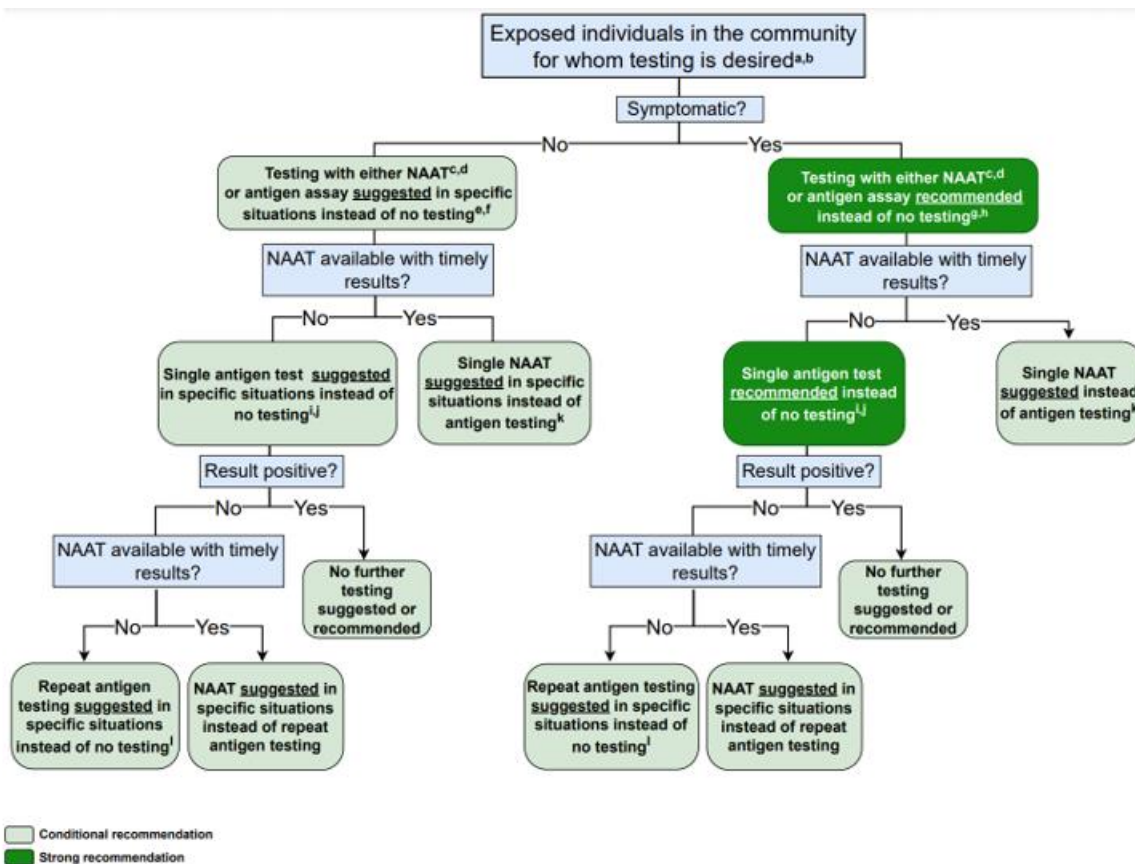 Exposed individuals in the community
for whom testing is desiredᵃ,ᵇ
Symptomatic?
No
Yes
Testing with either NAATᶜ,ᵈ
or antigen assay suggested in specific
situations instead of no testingᵉ,ᶠ
Testing with either NAATᶜ,ᵈ
or antigen assay recommended
instead of no testingᵍ,ʰ
NAAT available with timely
results?
NAAT available with timely
results?
No
Yes
No
Yes
Single antigen test suggested
in specific situations instead of
no testingⁱ,ʲ
Single NAAT
suggested in specific
situations instead of
antigen testingᵏ
Single antigen test
recommended instead
of no testingⁱ,ʲ
Single NAAT
suggested instead
of antigen testingᵏ
Result positive?
Result positive?
No
Yes
No
Yes
NAAT available with timely
results?
No further
testing
suggested or
recommended
NAAT available with timely
results?
No further
testing
suggested or
recommended
No
Yes
No
Yes
Repeat antigen
testing suggested in
specific situations
instead of no testingˡ
NAAT suggested in
specific situations
instead of repeat
antigen testing
Repeat antigen testing
suggested in specific
situations instead of
no testingˡ
NAAT suggested in
specific situations
instead of repeat
antigen testing
Conditional recommendation
Strong recommendation